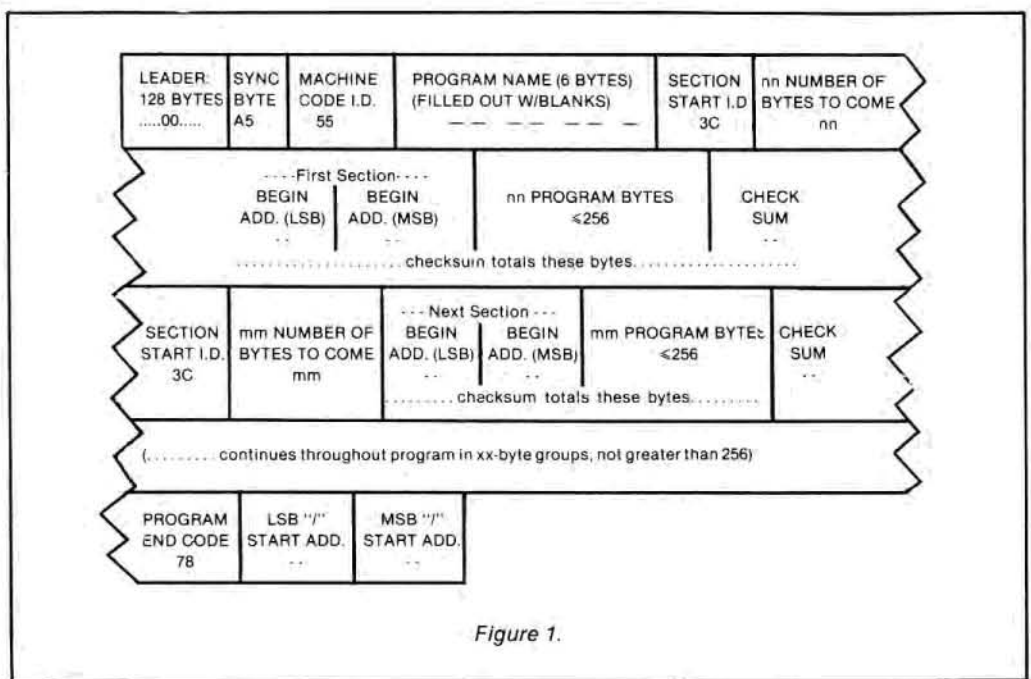 LEADER: SYNC MACHINE PROGRAM NAME (6 BYTES) SECTION nn NUMBER OF
128 BYTES BYTE CODE I.D. (FILLED OUT W/BLANKS) START I.D BYTES TO COME
.....00..... A5 55 — — — — — — 3C nn
----First Section----
BEGIN BEGIN nn PROGRAM BYTES CHECK
ADD. (LSB) ADD. (MSB) ≤256 SUM
.. .. ..
....................checksum totals these bytes....................
--- Next Section ---
SECTION mm NUMBER OF BEGIN BEGIN mm PROGRAM BYTES CHECK
START I.D. BYTES TO COME ADD. (LSB) ADD. (MSB) ≤256 SUM
3C mm .. .. ..
.........checksum totals these bytes.........
(.........continues throughout program in xx-byte groups, not greater than 256)
PROGRAM LSB "/" MSB "/"
END CODE START ADD. START ADD.
78 .. ..
Figure 1.